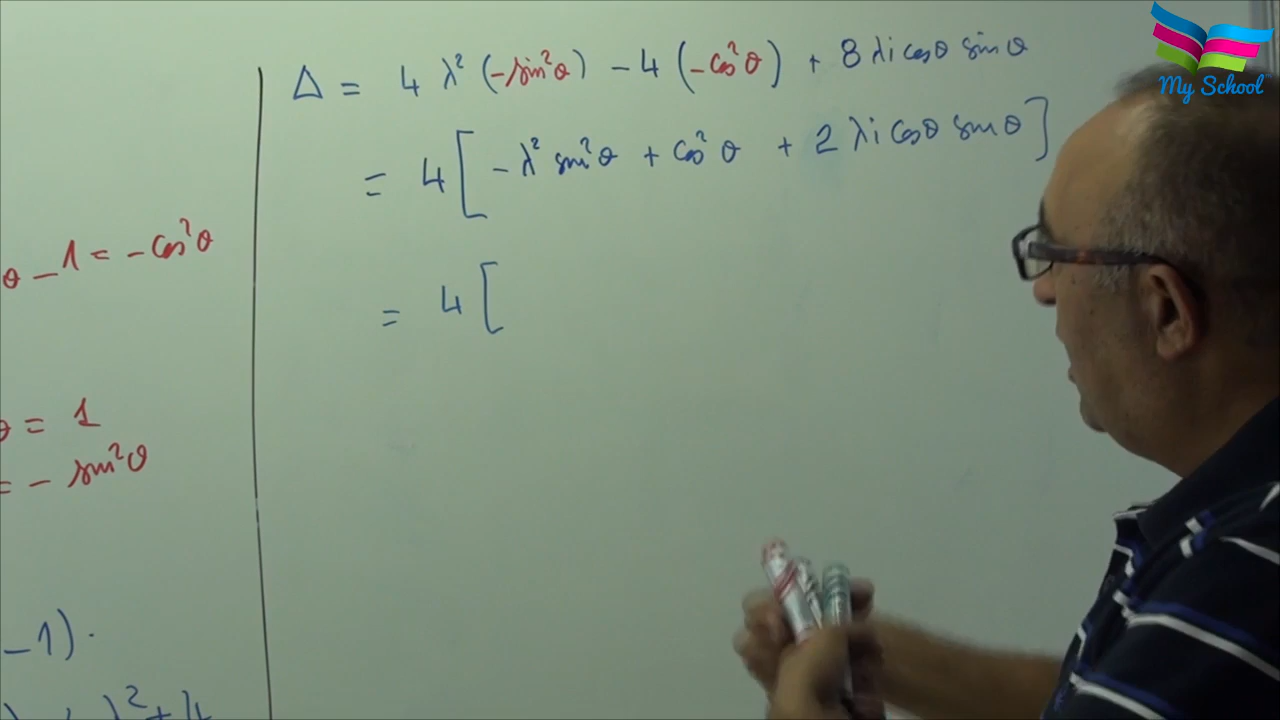 My School
Δ = 4 λ² (-sin²θ) - 4 (-cos²θ) + 8 λi cosθ sinθ
= 4 [ - λ² sin²θ + cos²θ + 2 λi cosθ sinθ ]
= 4 [
θ - 1 = - cos²θ
θ = 1
= - sin²θ
- 1).
λ² + 4